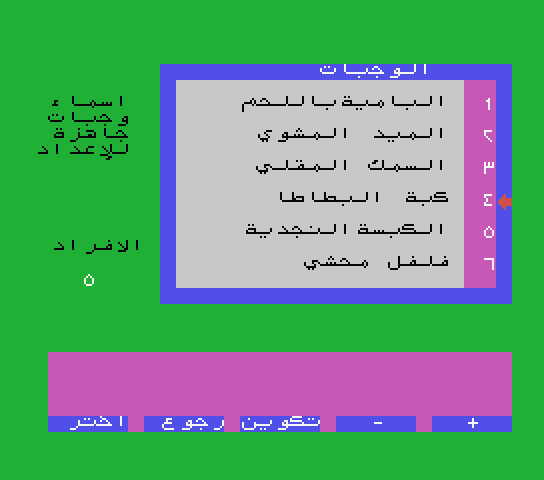 الوجبات
١ البامية باللحم
٢ الميد المشوي
٣ السمك المقلي
٤ كبة البطاطا
٥ الكبسة النجدية
٦ فلفل محشي
اسماء
وجبات
جاهزة
للإعداد
الافراد
٥
+ - تكوين رجوع اختر